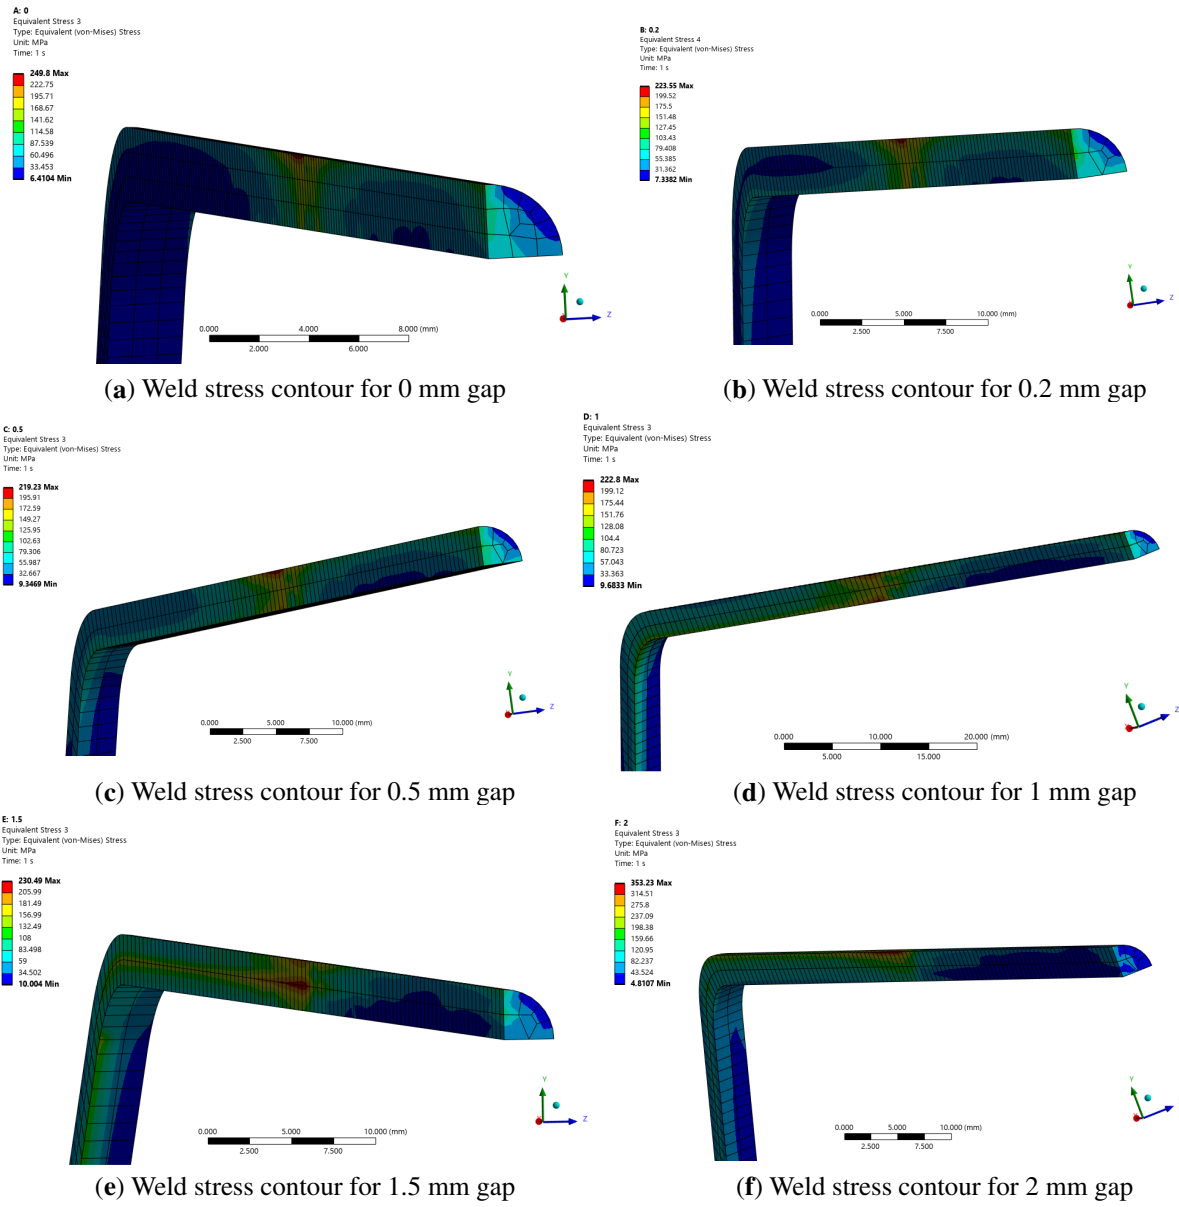 A: 0
Equivalent Stress 3
Type: Equivalent (von-Mises) Stress
Unit: MPa
Time: 1 s
249.8 Max
222.75
195.71
168.67
141.62
114.58
87.539
60.496
33.453
6.4104 Min
Y
Z
0.000 4.000 8.000 (mm)
2.000 6.000
(a) Weld stress contour for 0 mm gap
B: 0.2
Equivalent Stress 4
Type: Equivalent (von-Mises) Stress
Unit: MPa
Time: 1 s
223.55 Max
199.52
175.5
151.48
127.45
103.43
79.408
55.385
31.362
7.3382 Min
Y
Z
0.000 5.000 10.000 (mm)
2.500 7.500
(b) Weld stress contour for 0.2 mm gap
C: 0.5
Equivalent Stress 3
Type: Equivalent (von-Mises) Stress
Unit: MPa
Time: 1 s
219.23 Max
195.91
172.59
149.27
125.95
102.63
79.306
55.987
32.667
9.3469 Min
Y
Z
0.000 5.000 10.000 (mm)
2.500 7.500
(c) Weld stress contour for 0.5 mm gap
D: 1
Equivalent Stress 3
Type: Equivalent (von-Mises) Stress
Unit: MPa
Time: 1 s
222.8 Max
199.12
175.44
151.76
128.08
104.4
80.723
57.043
33.363
9.6833 Min
Y
Z
0.000 10.000 20.000 (mm)
5.000 15.000
(d) Weld stress contour for 1 mm gap
E: 1.5
Equivalent Stress 3
Type: Equivalent (von-Mises) Stress
Unit: MPa
Time: 1 s
230.49 Max
205.99
181.49
156.99
132.49
108
83.498
59
34.502
10.004 Min
Y
Z
0.000 5.000 10.000 (mm)
2.500 7.500
(e) Weld stress contour for 1.5 mm gap
F: 2
Equivalent Stress 3
Type: Equivalent (von-Mises) Stress
Unit: MPa
Time: 1 s
353.23 Max
314.51
275.8
237.09
198.38
159.66
120.95
82.237
43.524
4.8107 Min
Y
0.000 5.000 10.000 (mm)
2.500 7.500
(f) Weld stress contour for 2 mm gap